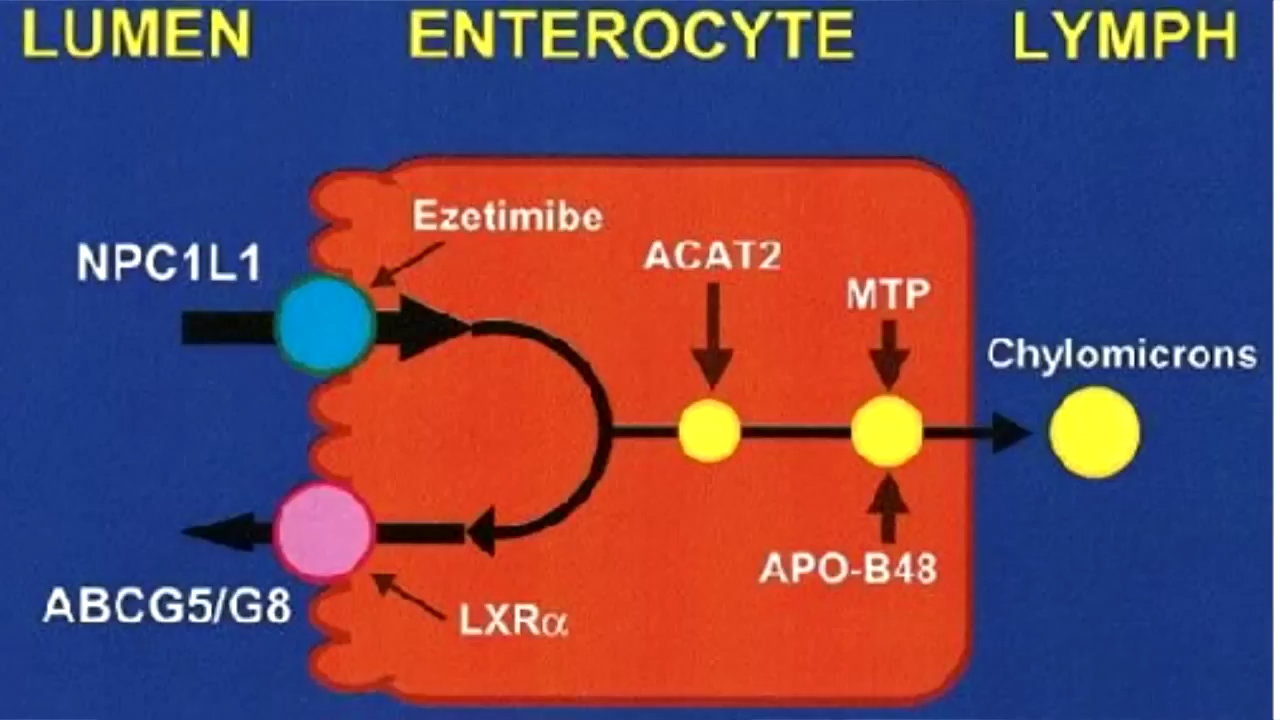 LUMEN
ENTEROCYTE
LYMPH
Ezetimibe
NPC1L1
ACAT2
MTP
Chylomicrons
APO-B48
ABCG5/G8
LXRα